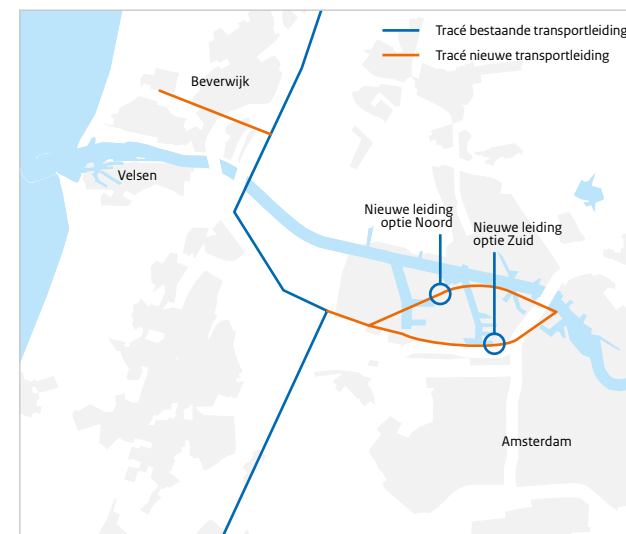 Tracé bestaande transportleiding
Tracé nieuwe transportleiding
Beverwijk
Velsen
Nieuwe leiding
optie Noord
Nieuwe leiding
optie Zuid
Amsterdam